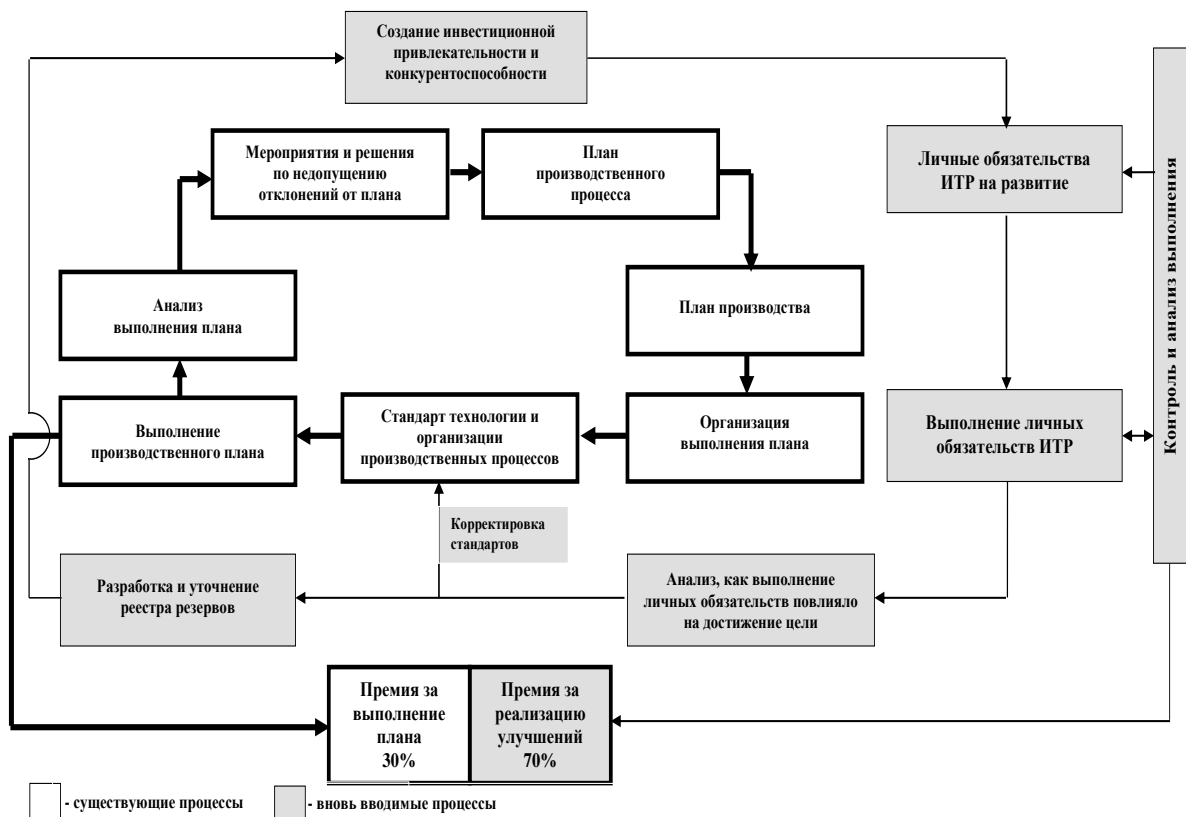 Создание инвестиционной
привлекательности и
конкурентоспособности
Мероприятия и решения
по недопущению
отклонений от плана
План
производственного
процесса
Личные обязательства
ИТР на развитие
Контроль и анализ выполнения
Анализ
выполнения плана
План производства
Выполнение
производственного плана
Стандарт технологии и
организации
производственных процессов
Организация
выполнения плана
Выполнение личных
обязательств ИТР
Корректировка
стандартов
Разработка и уточнение
реестра резервов
Анализ, как выполнение
личных обязательств повлияло
на достижение цели
Премия за
выполнение
плана
30%
Премия за
реализацию
улучшений
70%
- существующие процессы
- вновь вводимые процессы